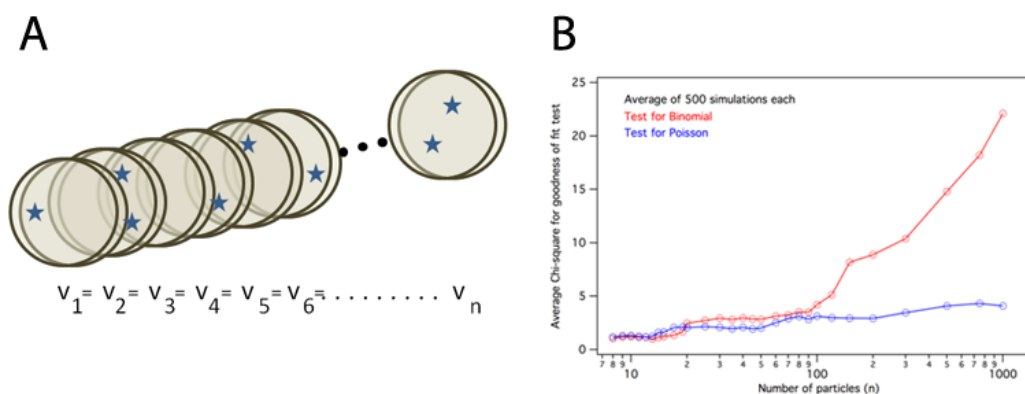 A
B
v1= v2= v3= v4= v5= v6=.............. vn
Average Chi-square for goodness of fit test
25
20
15
10
5
0
Average of 500 simulations each
Test for Binomial
Test for Poisson
7 8 9 10 2 3 4 5 6 7 8 9 100 2 3 4 5 6 7 8 9 1000
Number of particles (n)